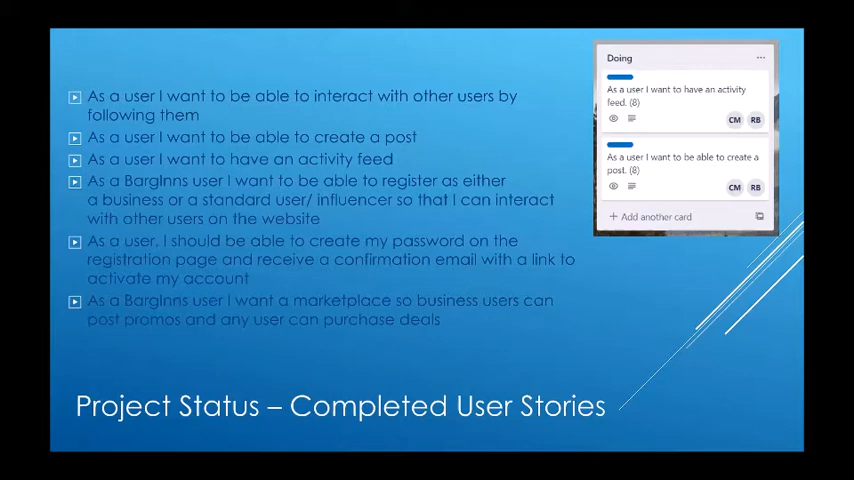 As a user I want to be able to interact with other users by
following them
As a user I want to be able to create a post
As a user I want to have an activity feed
As a BargInns user I want to be able to register as either
a business or a standard user/ influencer so that I can interact
with other users on the website
As a user, I should be able to create my password on the
registration page and receive a confirmation email with a link to
activate my account
As a BargInns user I want a marketplace so business users can
post promos and any user can purchase deals
Doing
As a user I want to have an activity
feed. (8)
CM RB
As a user I want to be able to create a
post. (8)
CM RB
+ Add another card
Project Status – Completed User Stories